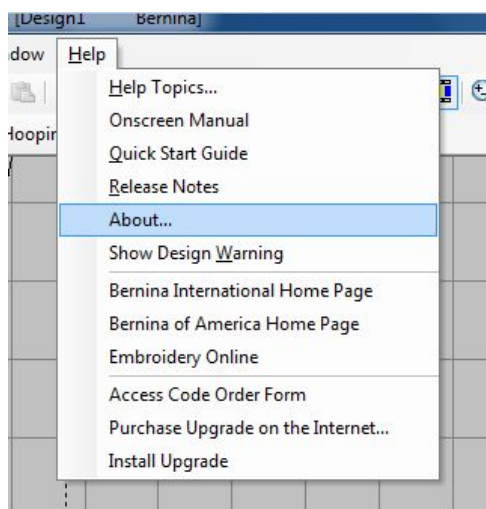 [Design1 Bernina]
dow Help
Help Topics...
Hoopin
Onscreen Manual
Quick Start Guide
Release Notes
About...
Show Design Warning
Bernina International Home Page
Bernina of America Home Page
Embroidery Online
Access Code Order Form
Purchase Upgrade on the Internet...
Install Upgrade